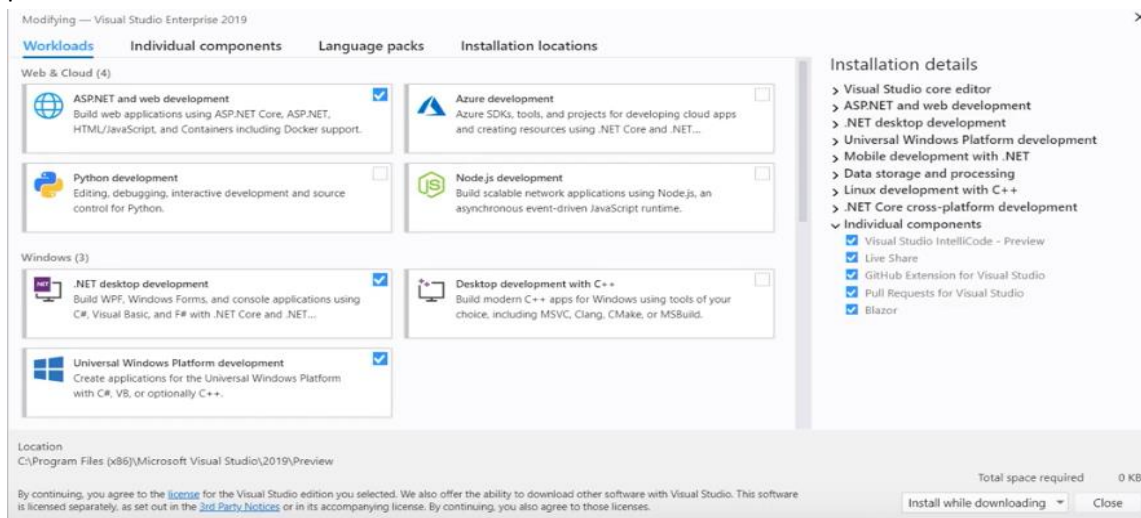 Modifying — Visual Studio Enterprise 2019
Workloads Individual components Language packs Installation locations
Web & Cloud (4)
ASP.NET and web development
Build web applications using ASP.NET Core, ASP.NET,
HTML/JavaScript, and Containers including Docker support.
Azure development
Azure SDKs, tools, and projects for developing cloud apps
and creating resources using .NET Core and .NET...
Python development
Editing, debugging, interactive development and source
control for Python.
Node.js development
Build scalable network applications using Node.js, an
asynchronous event-driven JavaScript runtime.
Windows (3)
.NET desktop development
Build WPF, Windows Forms, and console applications using
C#, Visual Basic, and F# with .NET Core and .NET...
Desktop development with C++
Build modern C++ apps for Windows using tools of your
choice, including MSVC, Clang, CMake, or MSBuild.
Universal Windows Platform development
Create applications for the Universal Windows Platform
with C#, VB, or optionally C++.
Installation details
Visual Studio core editor
ASP.NET and web development
.NET desktop development
Universal Windows Platform development
Mobile development with .NET
Data storage and processing
Linux development with C++
.NET Core cross-platform development
Individual components
Visual Studio IntelliCode - Preview
Live Share
GitHub Extension for Visual Studio
Pull Requests for Visual Studio
Blazor
Location
C:\Program Files (x86)\Microsoft Visual Studio\2019\Preview
By continuing, you agree to the license for the Visual Studio edition you selected. We also offer the ability to download other software with Visual Studio. This software
is licensed separately, as set out in the 3rd Party Notices or in its accompanying license. By continuing, you also agree to those licenses.
Total space required 0 KB
Install while downloading Close